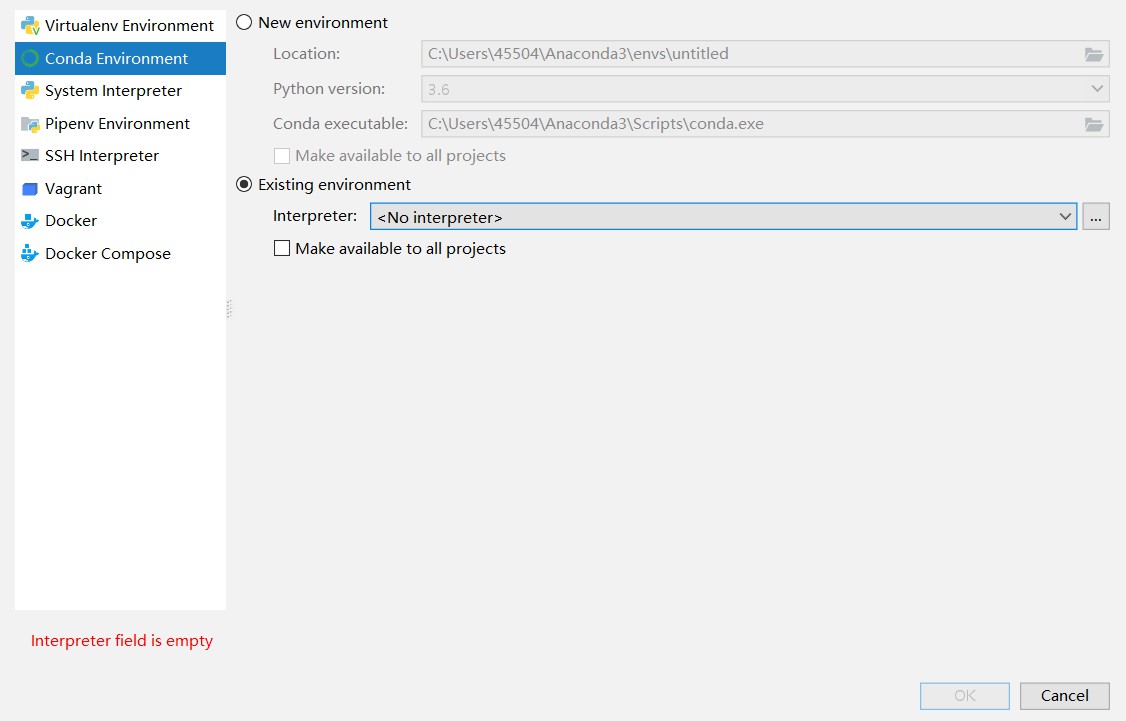 Virtualenv Environment
Conda Environment
System Interpreter
Pipenv Environment
SSH Interpreter
Vagrant
Docker
Docker Compose
New environment
Location: C:\Users\45504\Anaconda3\envs\untitled
Python version: 3.6
Conda executable: C:\Users\45504\Anaconda3\Scripts\conda.exe
Make available to all projects
Existing environment
Interpreter: <No interpreter> ...
Make available to all projects
Interpreter field is empty
OK Cancel